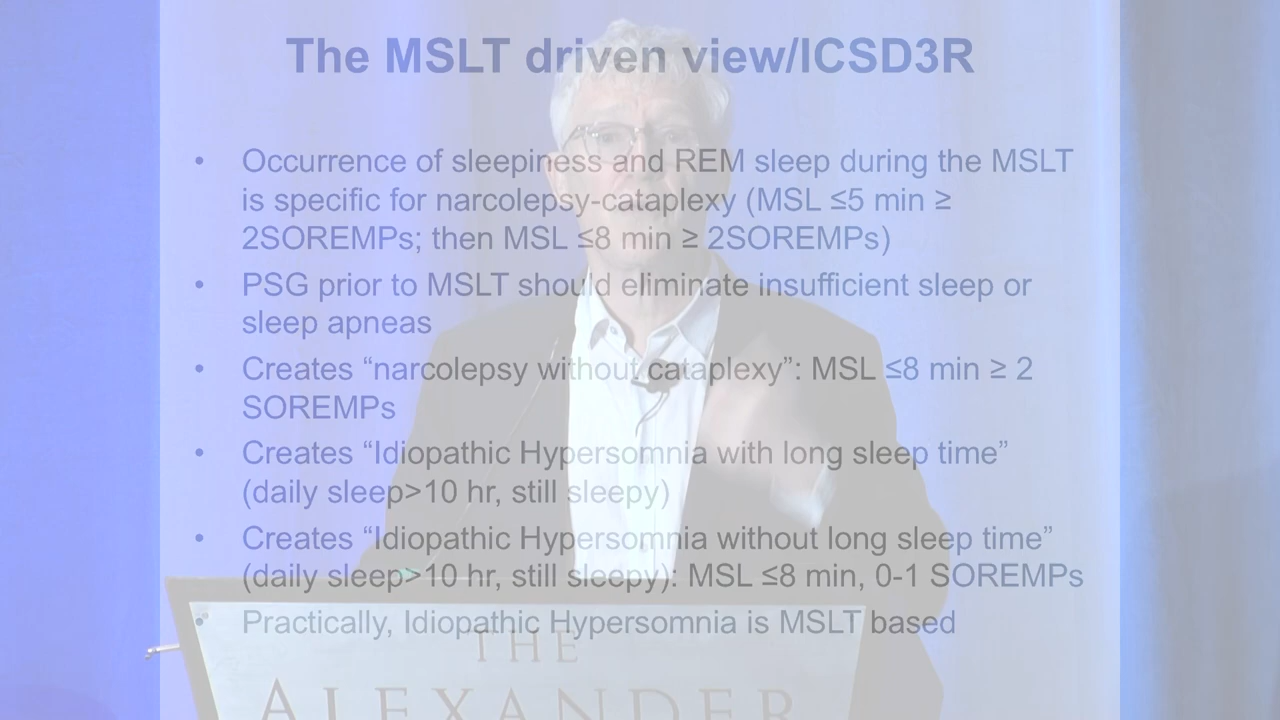 The MSLT driven view/ICSD3R
• Occurrence of sleepiness and REM sleep during the MSLT
is specific for narcolepsy-cataplexy (MSL ≤5 min ≥
2SOREMPs; then MSL ≤8 min ≥ 2SOREMPs)
• PSG prior to MSLT should eliminate insufficient sleep or
sleep apneas
• Creates “narcolepsy without cataplexy”: MSL ≤8 min ≥ 2
SOREMPs
• Creates “Idiopathic Hypersomnia with long sleep time”
(daily sleep>10 hr, still sleepy)
• Creates “Idiopathic Hypersomnia without long sleep time”
(daily sleep>10 hr, still sleepy): MSL ≤8 min, 0-1 SOREMPs
• Practically, Idiopathic Hypersomnia is MSLT based
THE
ALEXANDER